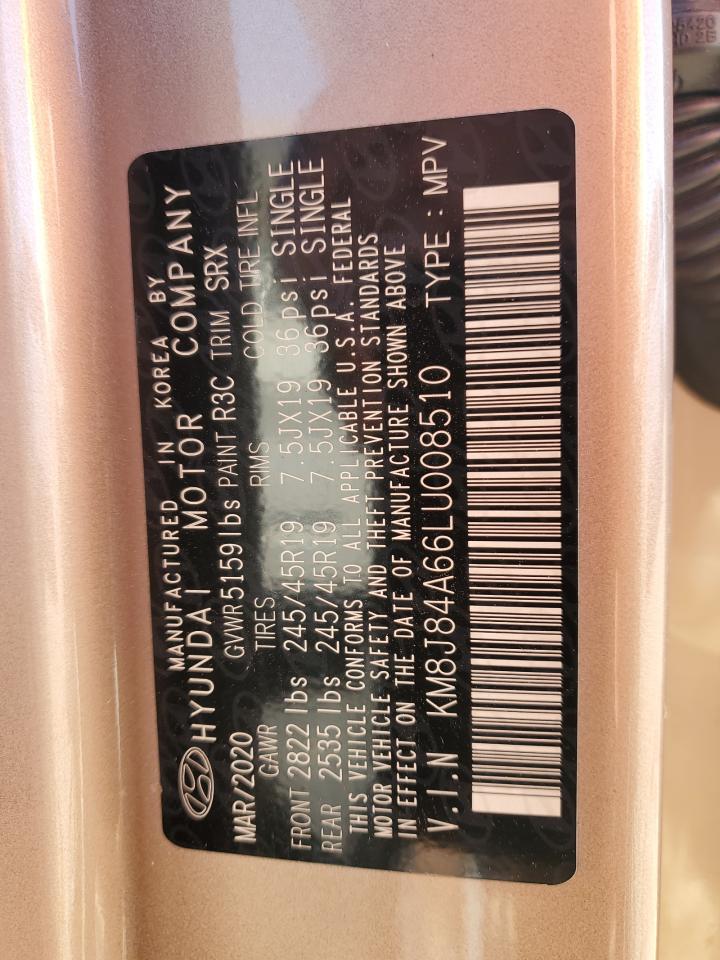 MANUFACTURED IN KOREA BY
HYUNDAI MOTOR COMPANY
MAR/2020 GVWR5159lbs PAINT R3C TRIM SRX
GAWR TIRES RIMS COLD TIRE INFL
FRONT 2822 lbs 245/45R19 7.5JX19 36psi SINGLE
REAR 2535 lbs 245/45R19 7.5JX19 36psi SINGLE
THIS VEHICLE CONFORMS TO ALL APPLICABLE U.S.A. FEDERAL
MOTOR VEHICLE SAFETY AND THEFT PREVENTION STANDARDS
IN EFFECT ON THE DATE OF MANUFACTURE SHOWN ABOVE
V.I.N KM8J84A66LU008510 TYPE : MPV